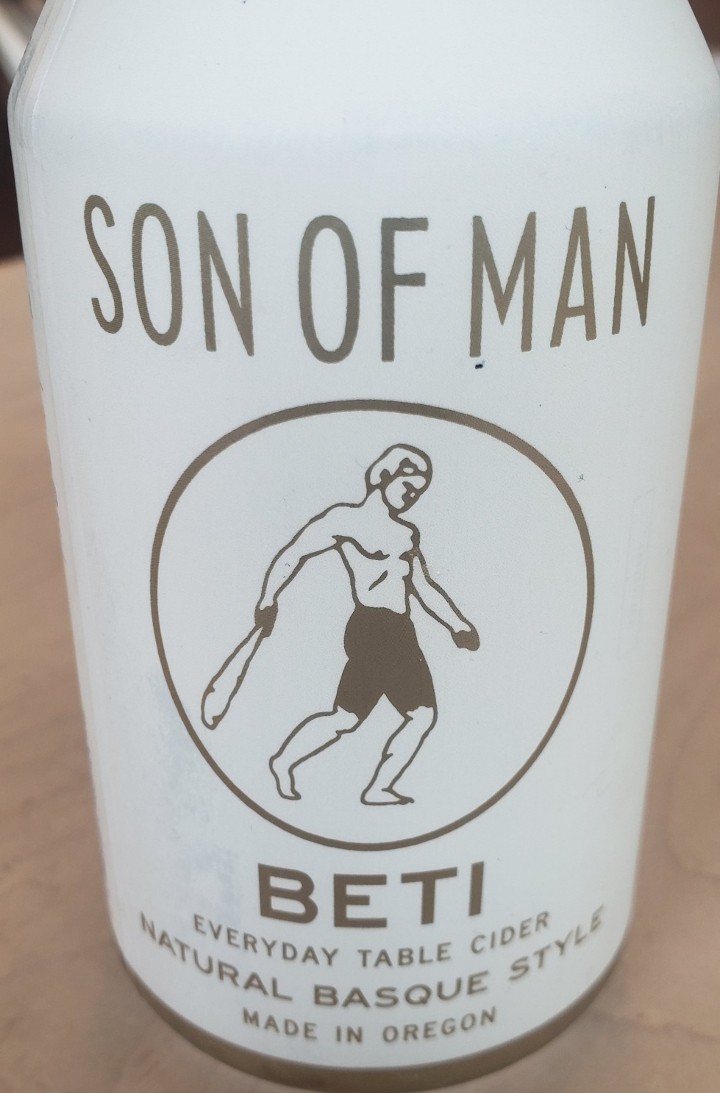 SON OF MAN
BETI
EVERYDAY TABLE CIDER
NATURAL BASQUE STYLE
MADE IN OREGON